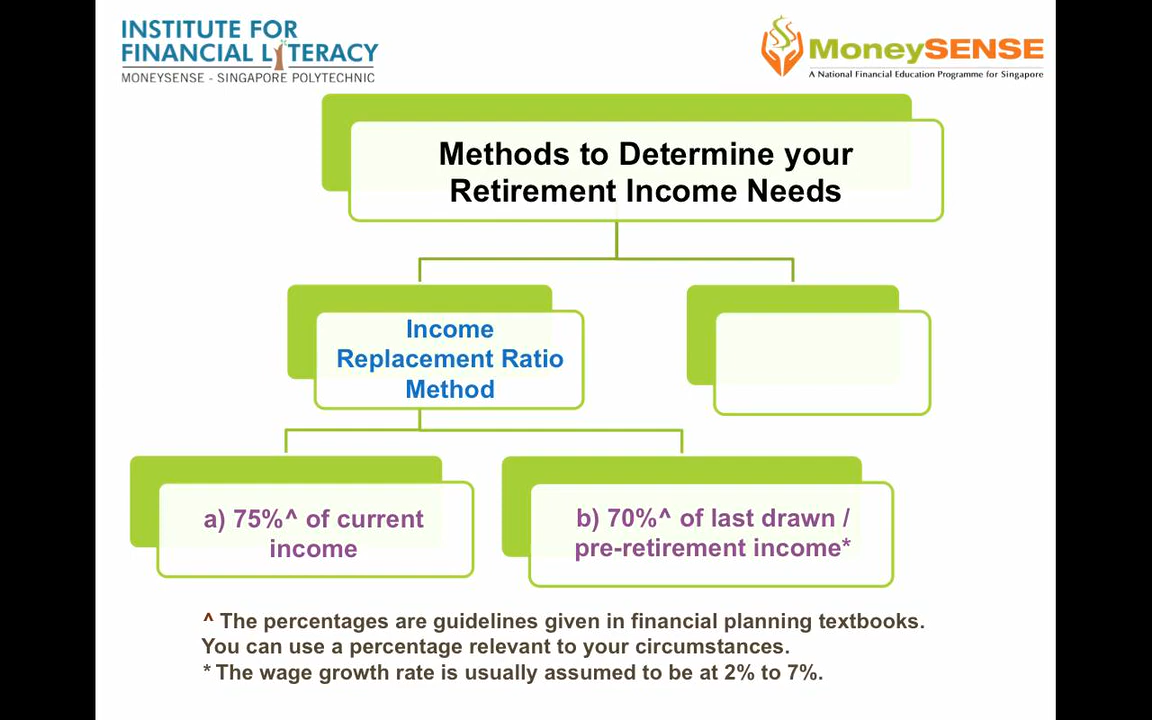 INSTITUTE FOR
FINANCIAL LITERACY
MONEYSENSE - SINGAPORE POLYTECHNIC
MoneySENSE
A National Financial Education Programme for Singapore
Methods to Determine your
Retirement Income Needs
Income
Replacement Ratio
Method
a) 75%^ of current
income
b) 70%^ of last drawn /
pre-retirement income*
^ The percentages are guidelines given in financial planning textbooks.
You can use a percentage relevant to your circumstances.
* The wage growth rate is usually assumed to be at 2% to 7%.